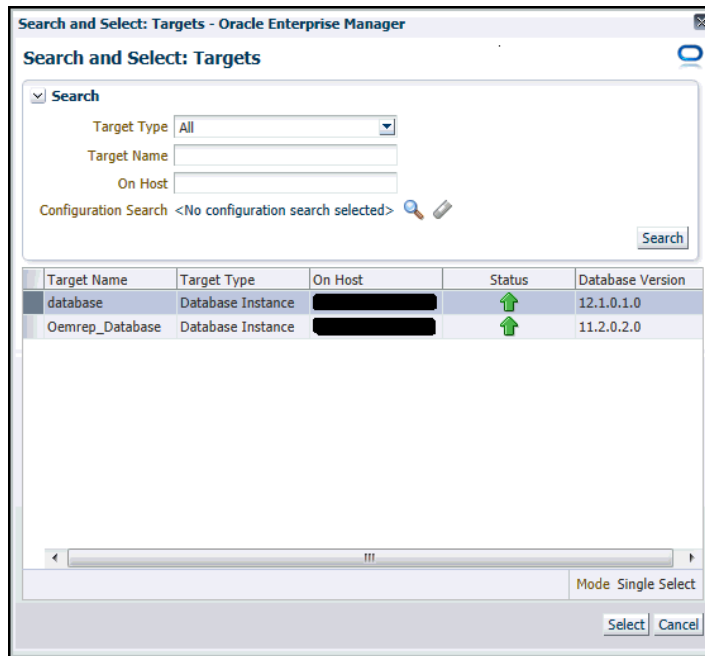 Search and Select: Targets - Oracle Enterprise Manager
Search and Select: Targets
Search
Target Type All
Target Name
On Host
Configuration Search <No configuration search selected>
Search
Target Name Target Type On Host Status Database Version
database Database Instance 12.1.0.1.0
Oemrep_Database Database Instance 11.2.0.2.0
Mode Single Select
Select Cancel